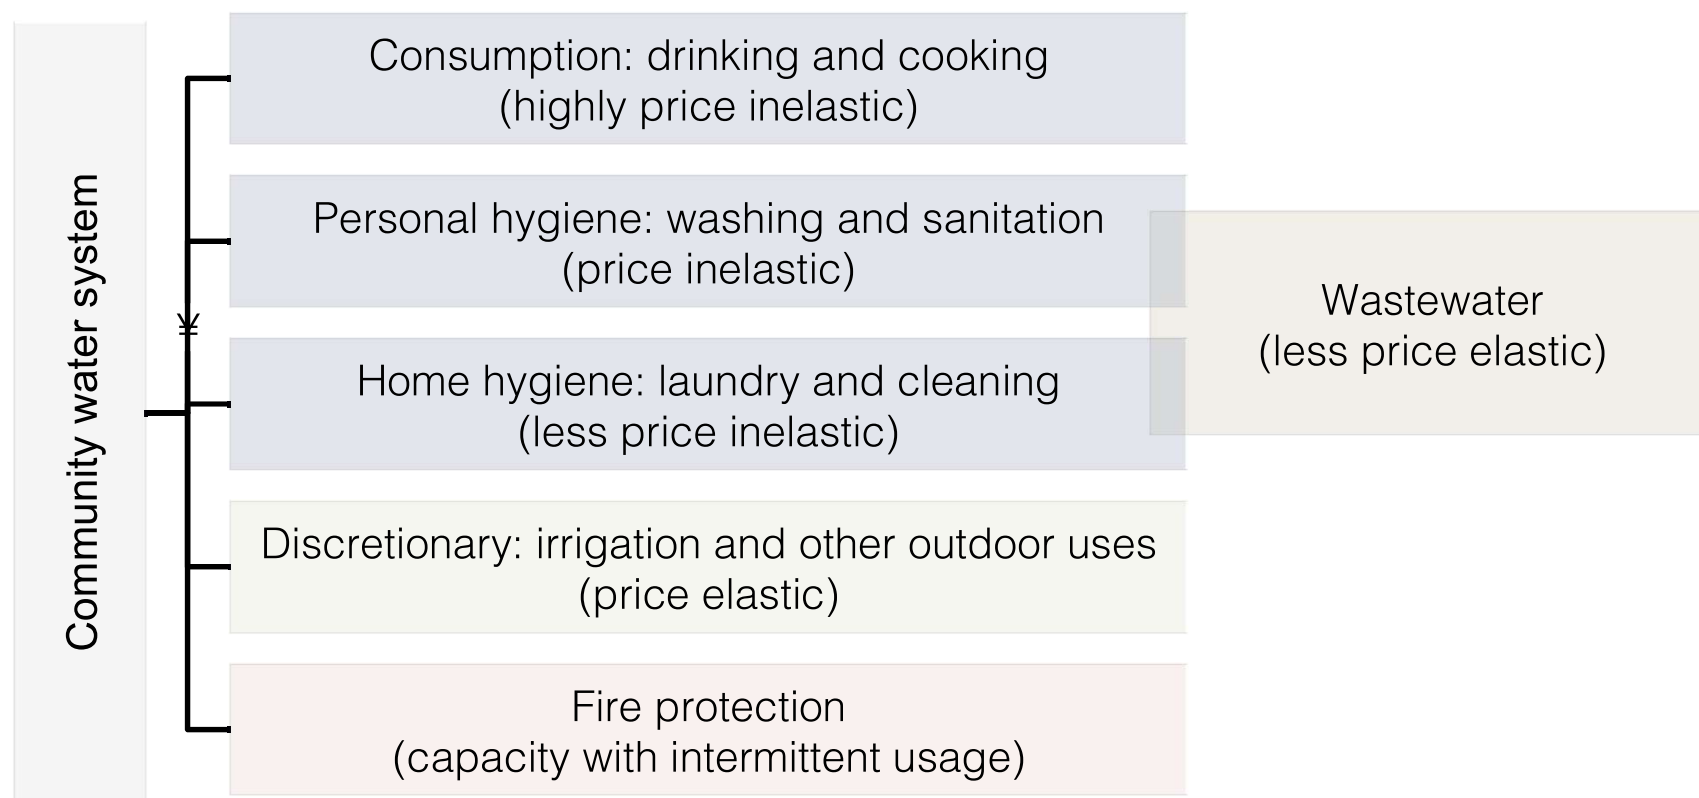 Community water system
Consumption: drinking and cooking
(highly price inelastic)
Personal hygiene: washing and sanitation
(price inelastic)
¥
Home hygiene: laundry and cleaning
(less price inelastic)
Wastewater
(less price elastic)
Discretionary: irrigation and other outdoor uses
(price elastic)
Fire protection
(capacity with intermittent usage)